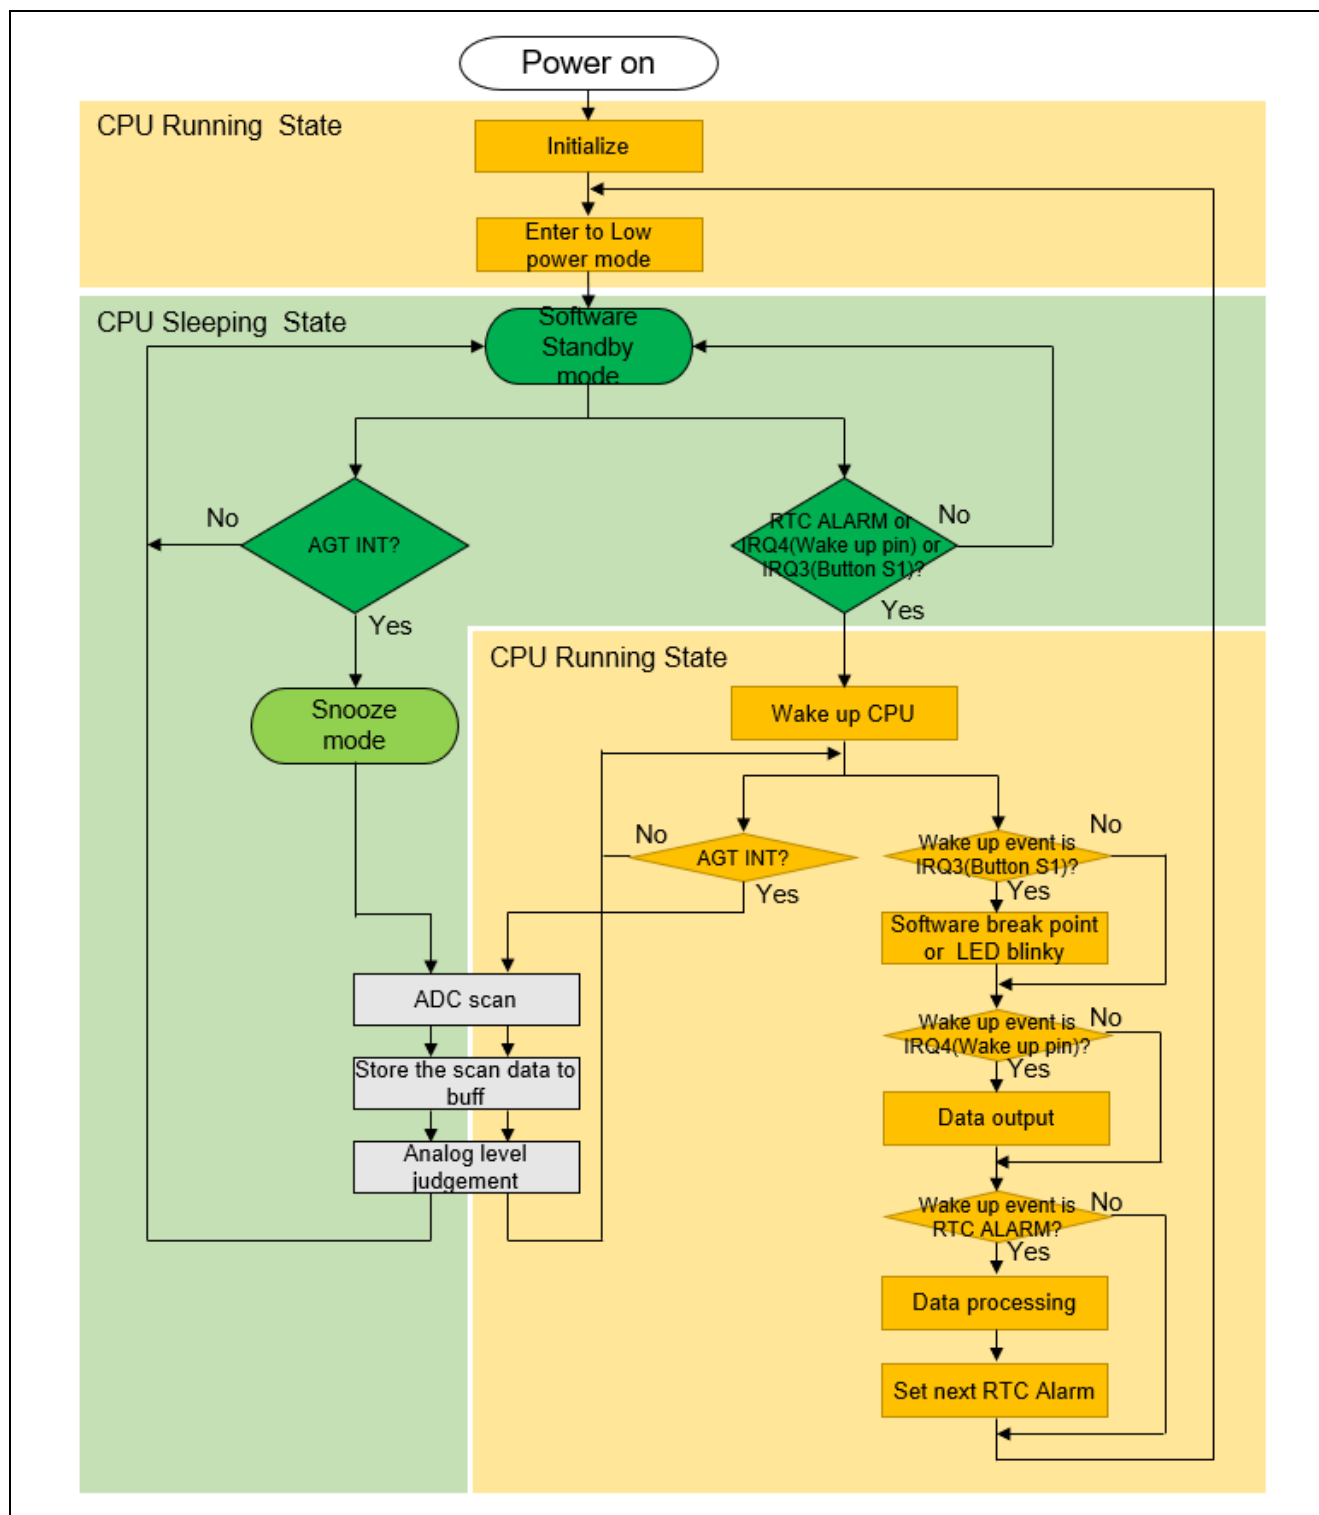 Power on
CPU Running State
Initialize
Enter to Low
power mode
CPU Sleeping State
Software
Standby
mode
No
AGT INT?
Yes
RTC ALARM or
IRQ4(Wake up pin) or
IRQ3(Button S1)?
No
Yes
Snooze
mode
CPU Running State
Wake up CPU
No
AGT INT?
Yes
Wake up event is
IRQ3(Button S1)?
No
Yes
Software break point
or LED blinky
ADC scan
Store the scan data to
buff
Analog level
judgement
Wake up event is
IRQ4(Wake up pin)?
No
Yes
Data output
Wake up event is
RTC ALARM?
No
Yes
Data processing
Set next RTC Alarm